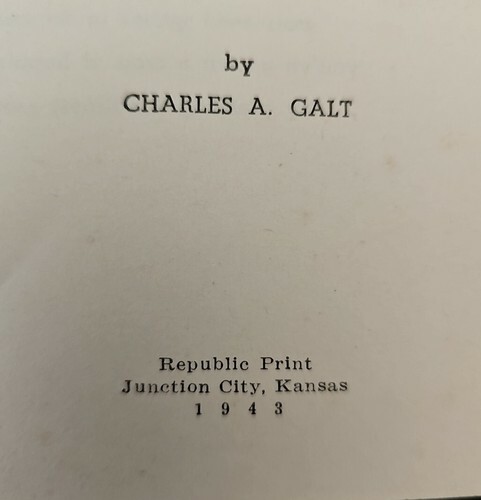 by
CHARLES A. GALT
Republic Print
Junction City, Kansas
1 9 4 3